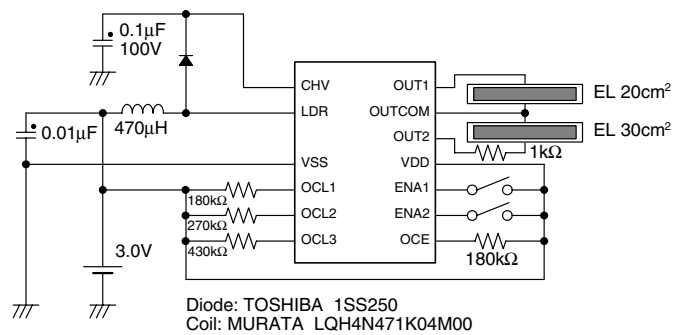 0.1μF
100V
CHV
OUT1
EL 20cm²
LDR
OUTCOM
0.01μF
470μH
OUT2
EL 30cm²
1kΩ
VSS
VDD
OCL1
ENA1
180kΩ
OCL2
ENA2
270kΩ
OCL3
OCE
430kΩ
180kΩ
3.0V
Diode: TOSHIBA 1SS250
Coil: MURATA LQH4N471K04M00